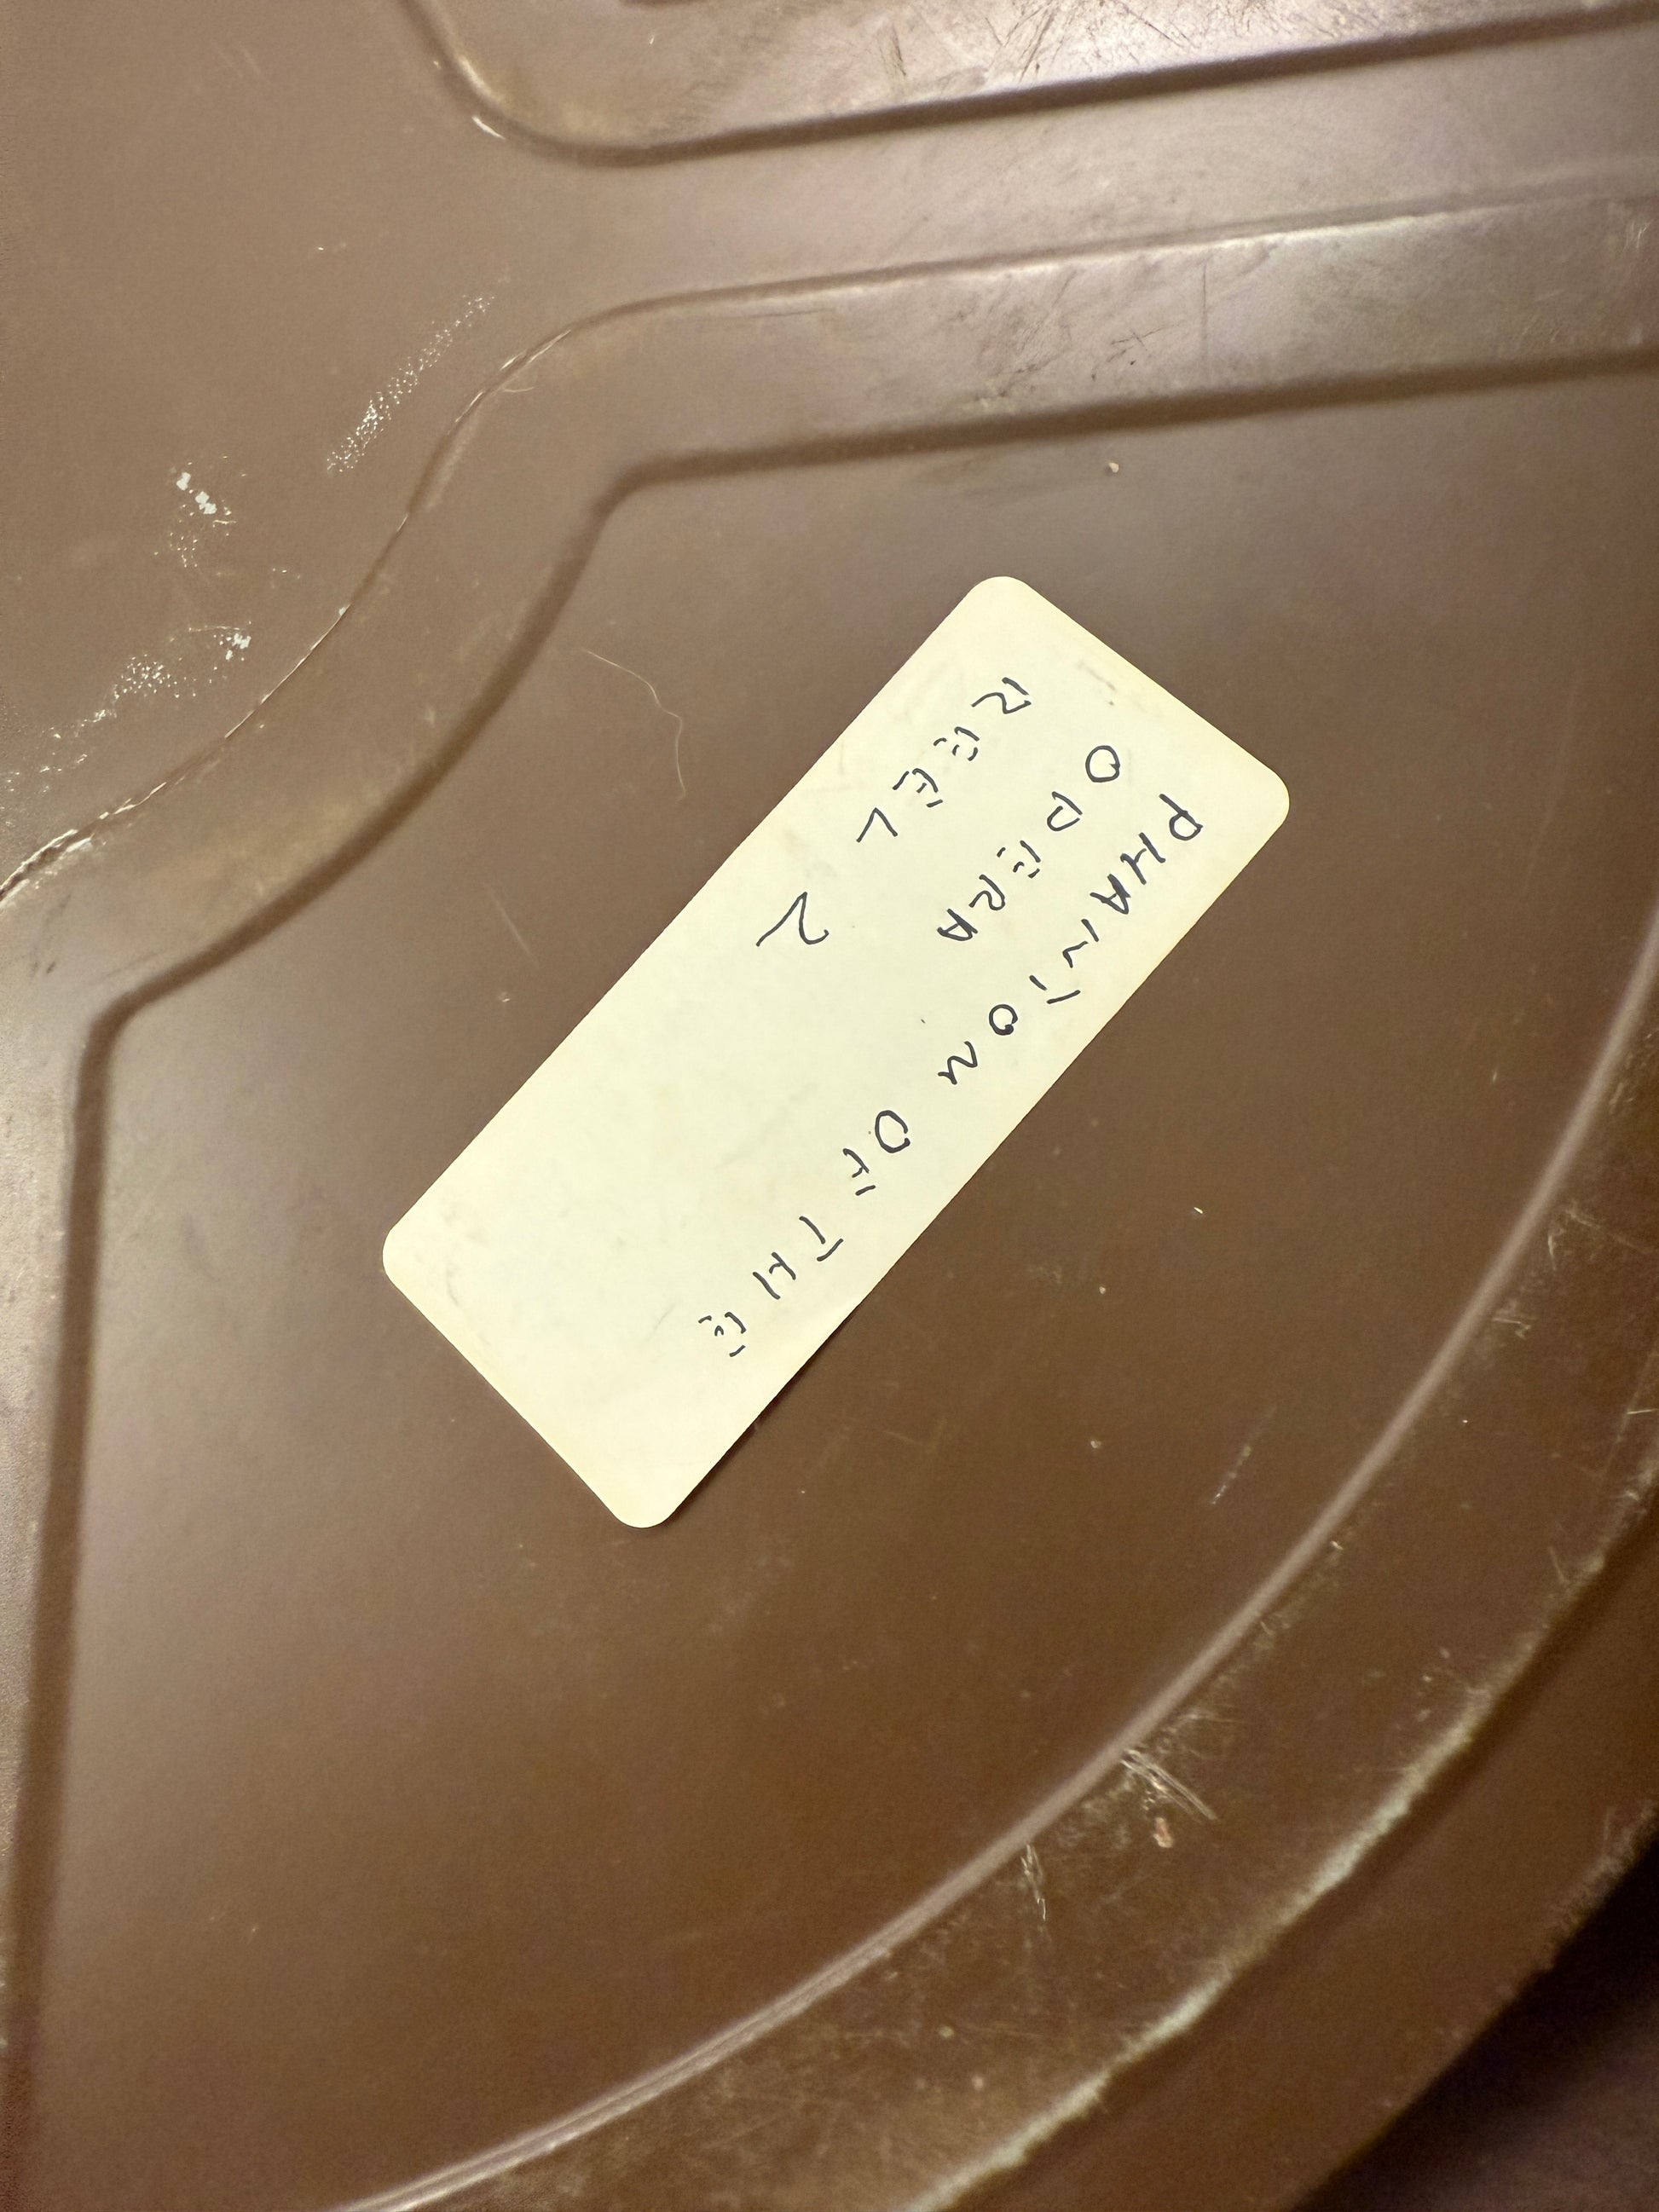 PHANTOM OF THE
OPERA
REEL 2